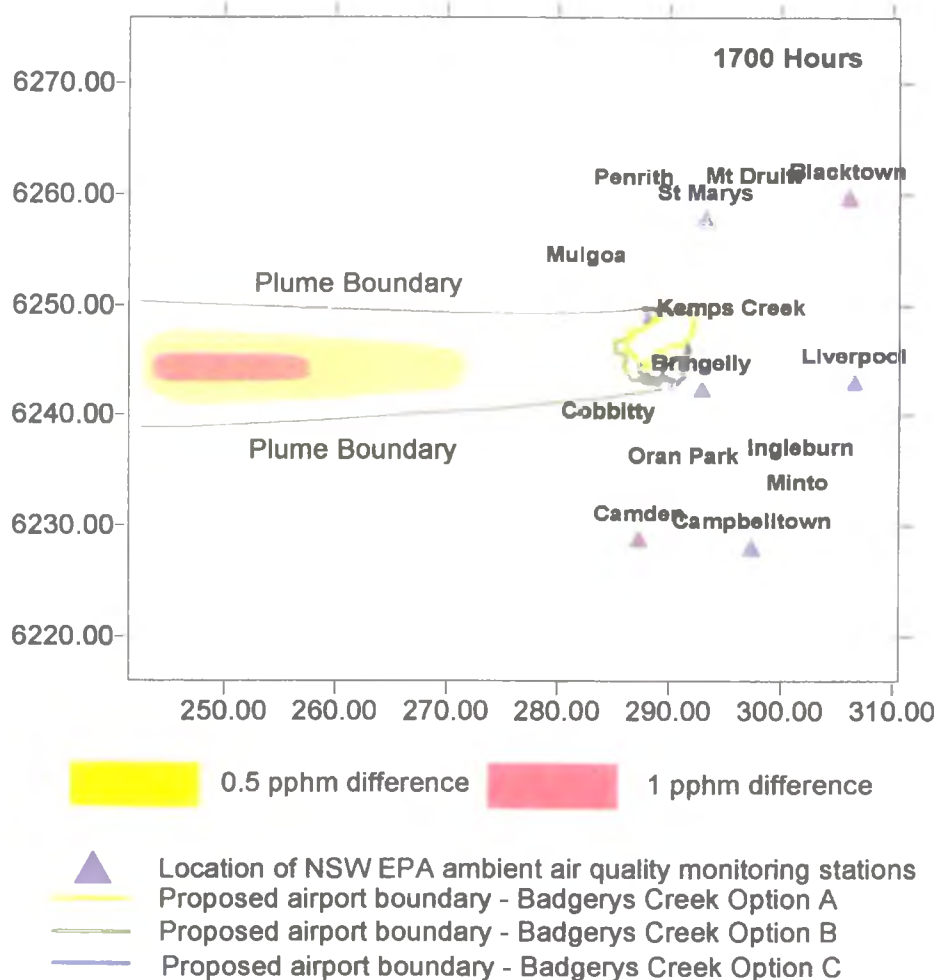 1700 Hours
6270.00
6260.00
6250.00
6240.00
6230.00
6220.00
Penrith
Mt Druitt
Blacktown
St Marys
Mulgoa
Plume Boundary
Kemps Creek
Bringelly
Liverpool
Cobbitty
Plume Boundary
Oran Park
Ingleburn
Minto
Camden
Campbelltown
250.00 260.00 270.00 280.00 290.00 300.00 310.00
0.5 pphm difference
1 pphm difference
Location of NSW EPA ambient air quality monitoring stations
Proposed airport boundary - Badgerys Creek Option A
Proposed airport boundary - Badgerys Creek Option B
Proposed airport boundary - Badgerys Creek Option C